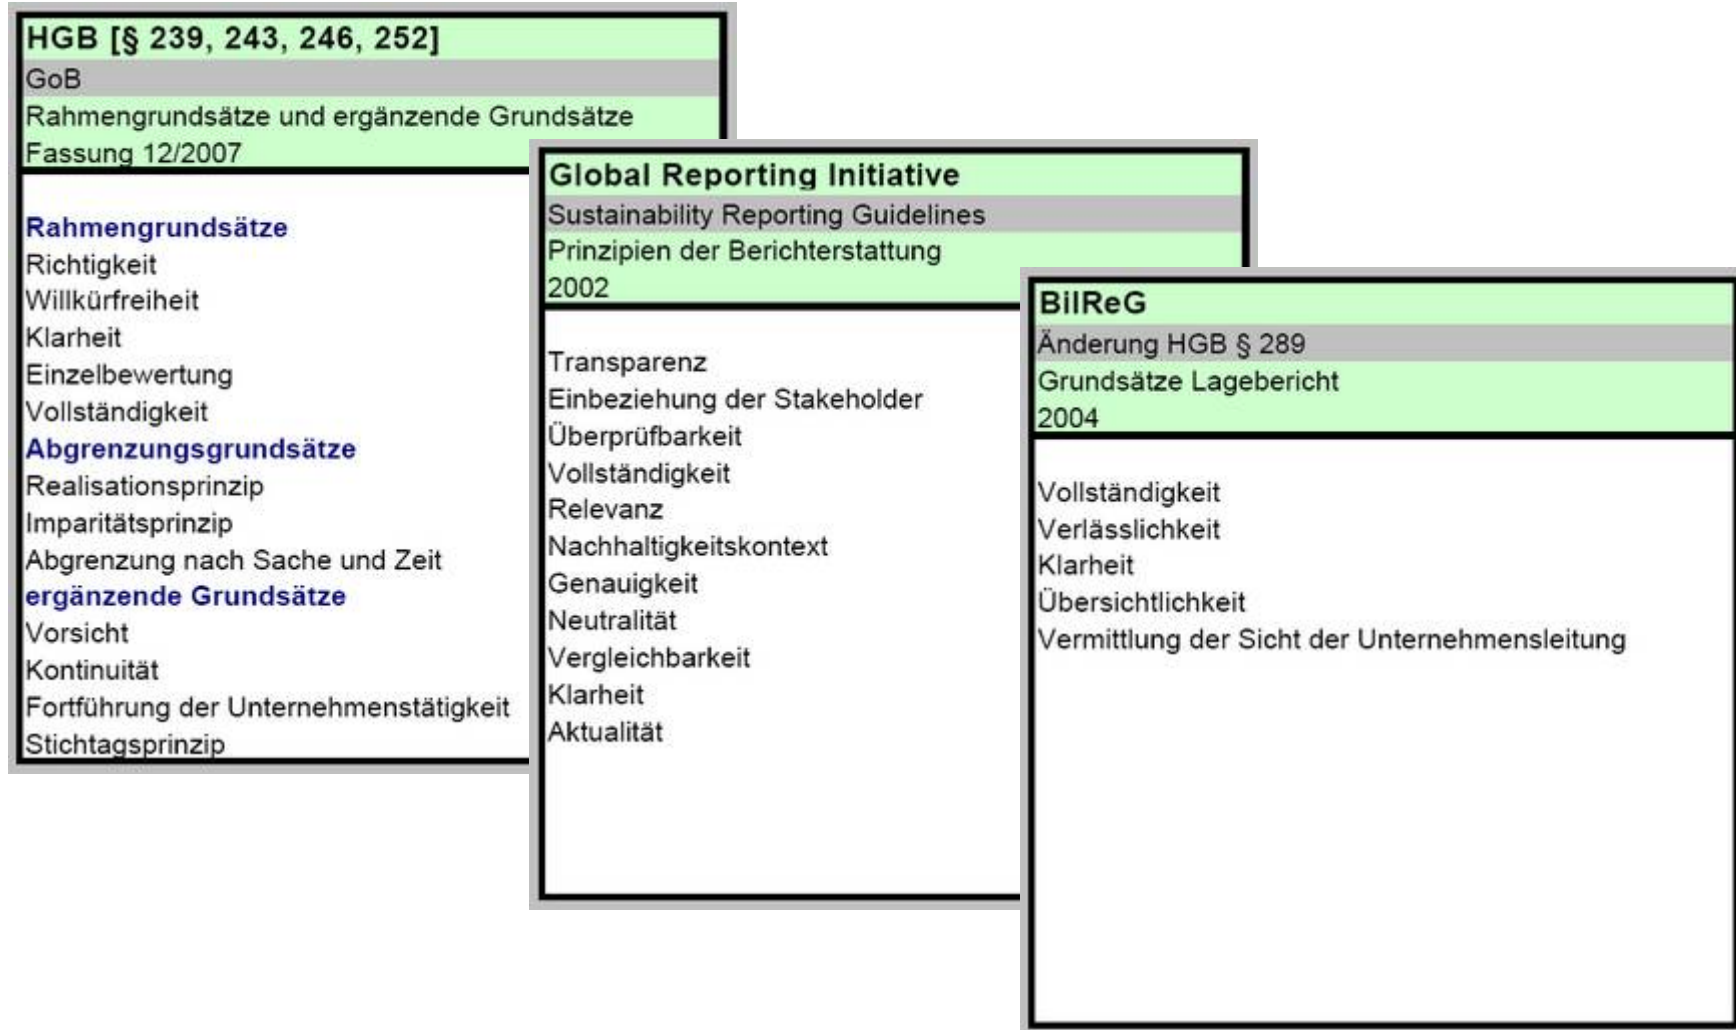 HGB [§ 239, 243, 246, 252]
GoB
Rahmengrundsätze und ergänzende Grundsätze
Fassung 12/2007
Rahmengrundsätze
Richtigkeit
Willkürfreiheit
Klarheit
Einzelbewertung
Vollständigkeit
Abgrenzungsgrundsätze
Realisationsprinzip
Imparitätsprinzip
Abgrenzung nach Sache und Zeit
ergänzende Grundsätze
Vorsicht
Kontinuität
Fortführung der Unternehmenstätigkeit
Stichtagsprinzip
Global Reporting Initiative
Sustainability Reporting Guidelines
Prinzipien der Berichterstattung
2002
Transparenz
Einbeziehung der Stakeholder
Überprüfbarkeit
Vollständigkeit
Relevanz
Nachhaltigkeitskontext
Genauigkeit
Neutralität
Vergleichbarkeit
Klarheit
Aktualität
BilReG
Änderung HGB § 289
Grundsätze Lagebericht
2004
Vollständigkeit
Verlässlichkeit
Klarheit
Übersichtlichkeit
Vermittlung der Sicht der Unternehmensleitung